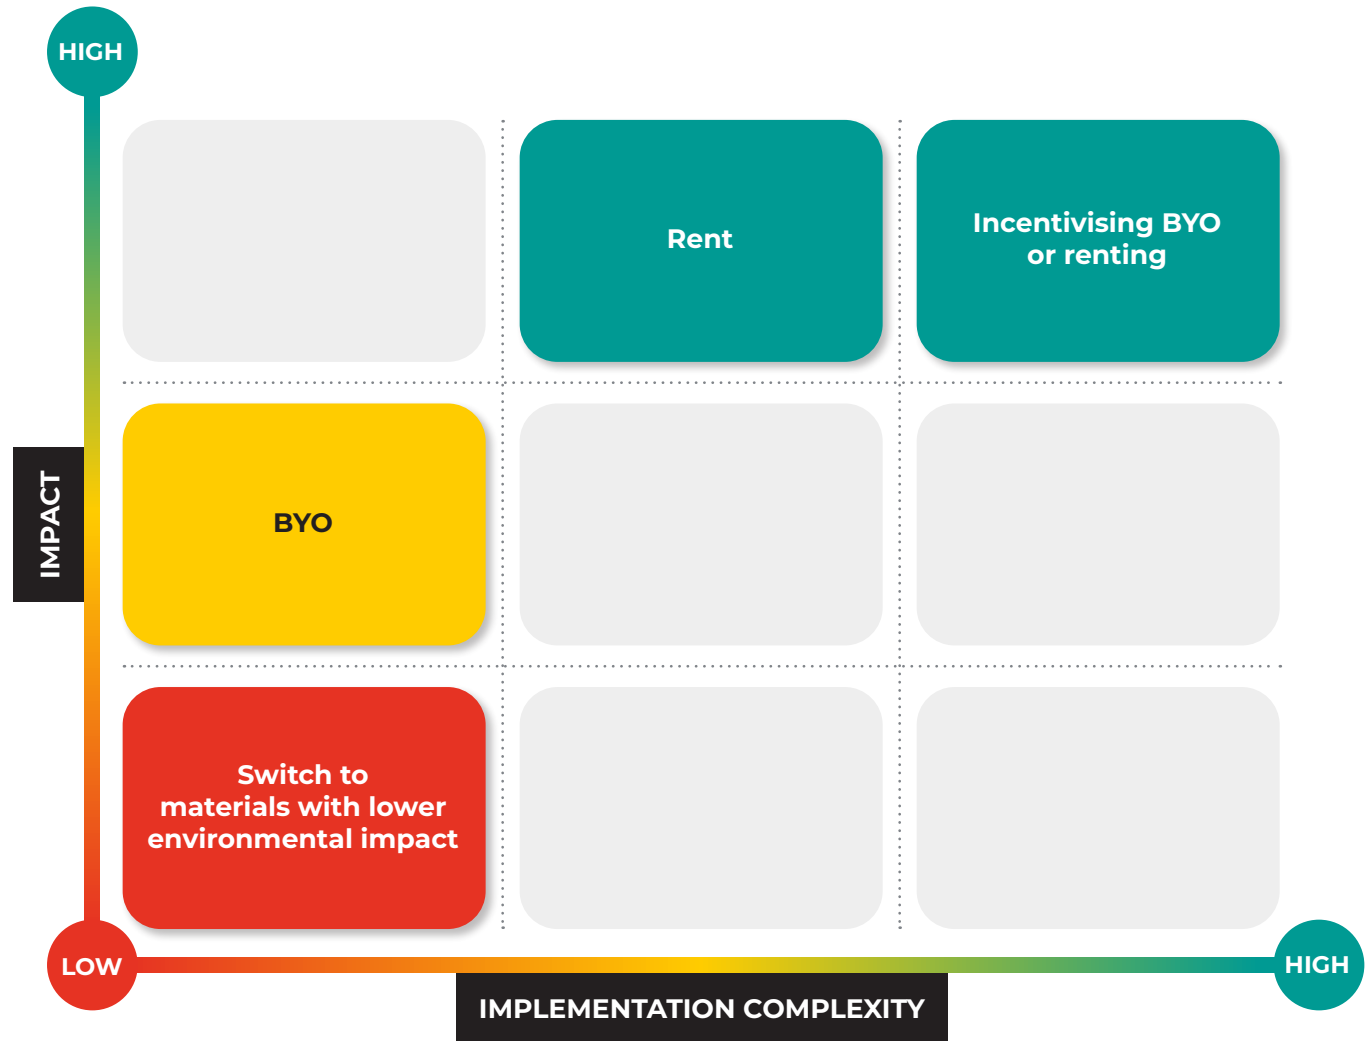 HIGH
Rent
Incentivising BYO
or renting
IMPACT
BYO
Switch to
materials with lower
environmental impact
LOW
HIGH
IMPLEMENTATION COMPLEXITY